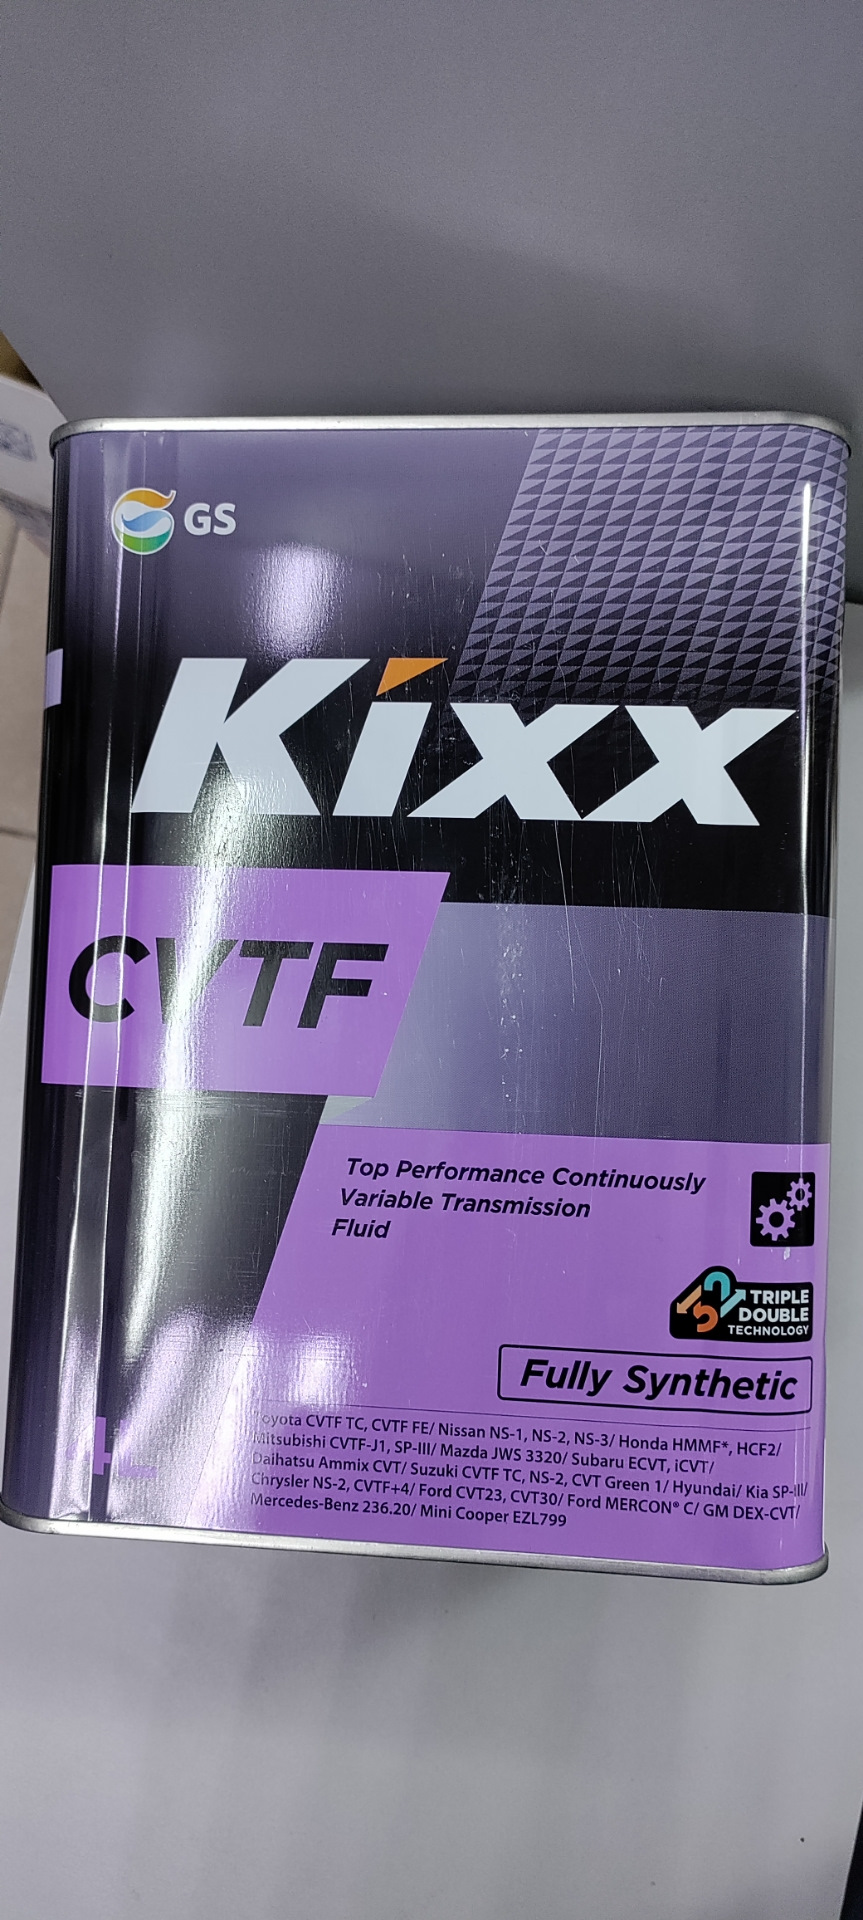 GS
Kixx
CVTF
Top Performance Continuously
Variable Transmission
Fluid
TRIPLE
DOUBLE
TECHNOLOGY
Fully Synthetic
4L
Toyota CVTF TC, CVTF FE/ Nissan NS-1, NS-2, NS-3/ Honda HMMF*, HCF2/
Mitsubishi CVTF-J1, SP-III/ Mazda JWS 3320/ Subaru ECVT, iCVT/
Daihatsu Ammix CVT/ Suzuki CVTF TC, NS-2, CVT Green 1/ Hyundai/ Kia SP-III/
Chrysler NS-2, CVTF+4/ Ford CVT23, CVT30/ Ford MERCON® C/ GM DEX-CVT/
Mercedes-Benz 236.20/ Mini Cooper EZL799